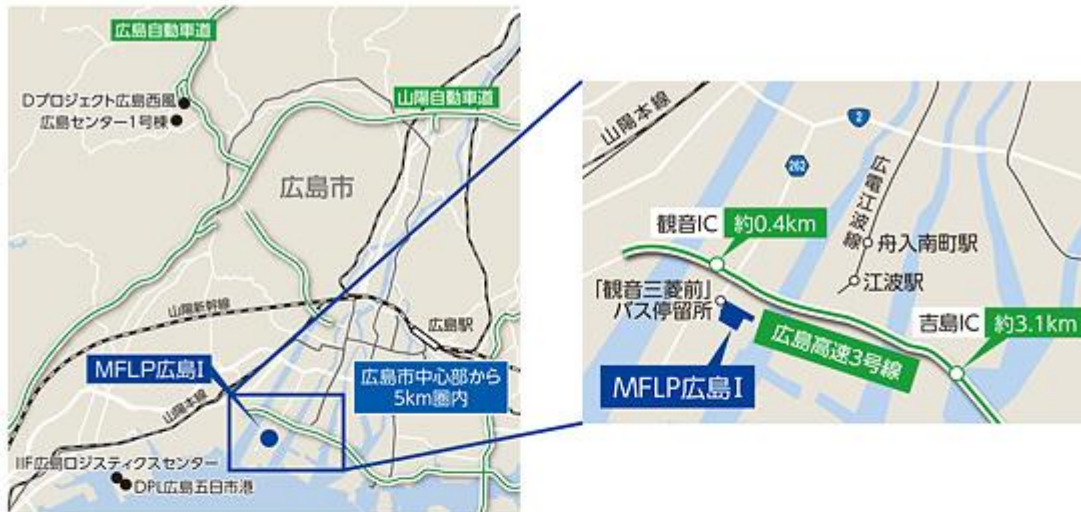 広島自動車道
Dプロジェクト広島西風
広島センター1号棟
山陽自動車道
広島市
山陽新幹線
広島駅
MFLP広島I
広島市中心部から
5km圏内
山陽本線
IIF広島ロジスティクスセンター
DPL広島五日市港
山陽本線
2
262
広電江波線
観音IC 約0.4km
舟入南町駅
江波駅
「観音三菱前」
バス停留所
吉島IC 約3.1km
広島高速3号線
MFLP広島I